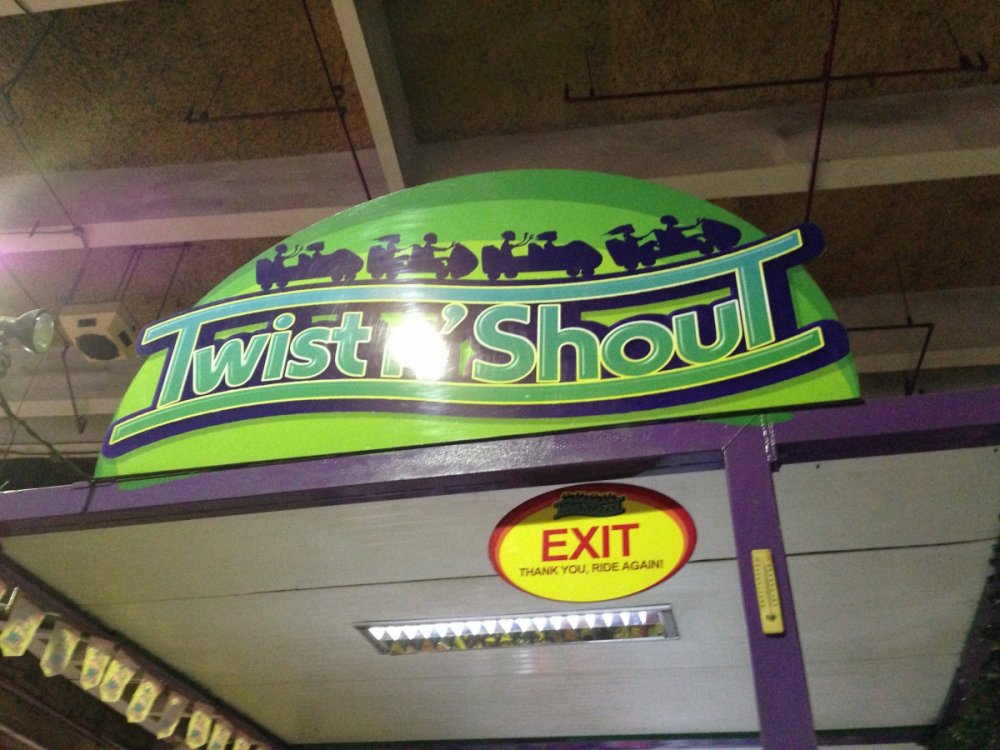 Twist n' ShouT
EXIT
THANK YOU, RIDE AGAIN!